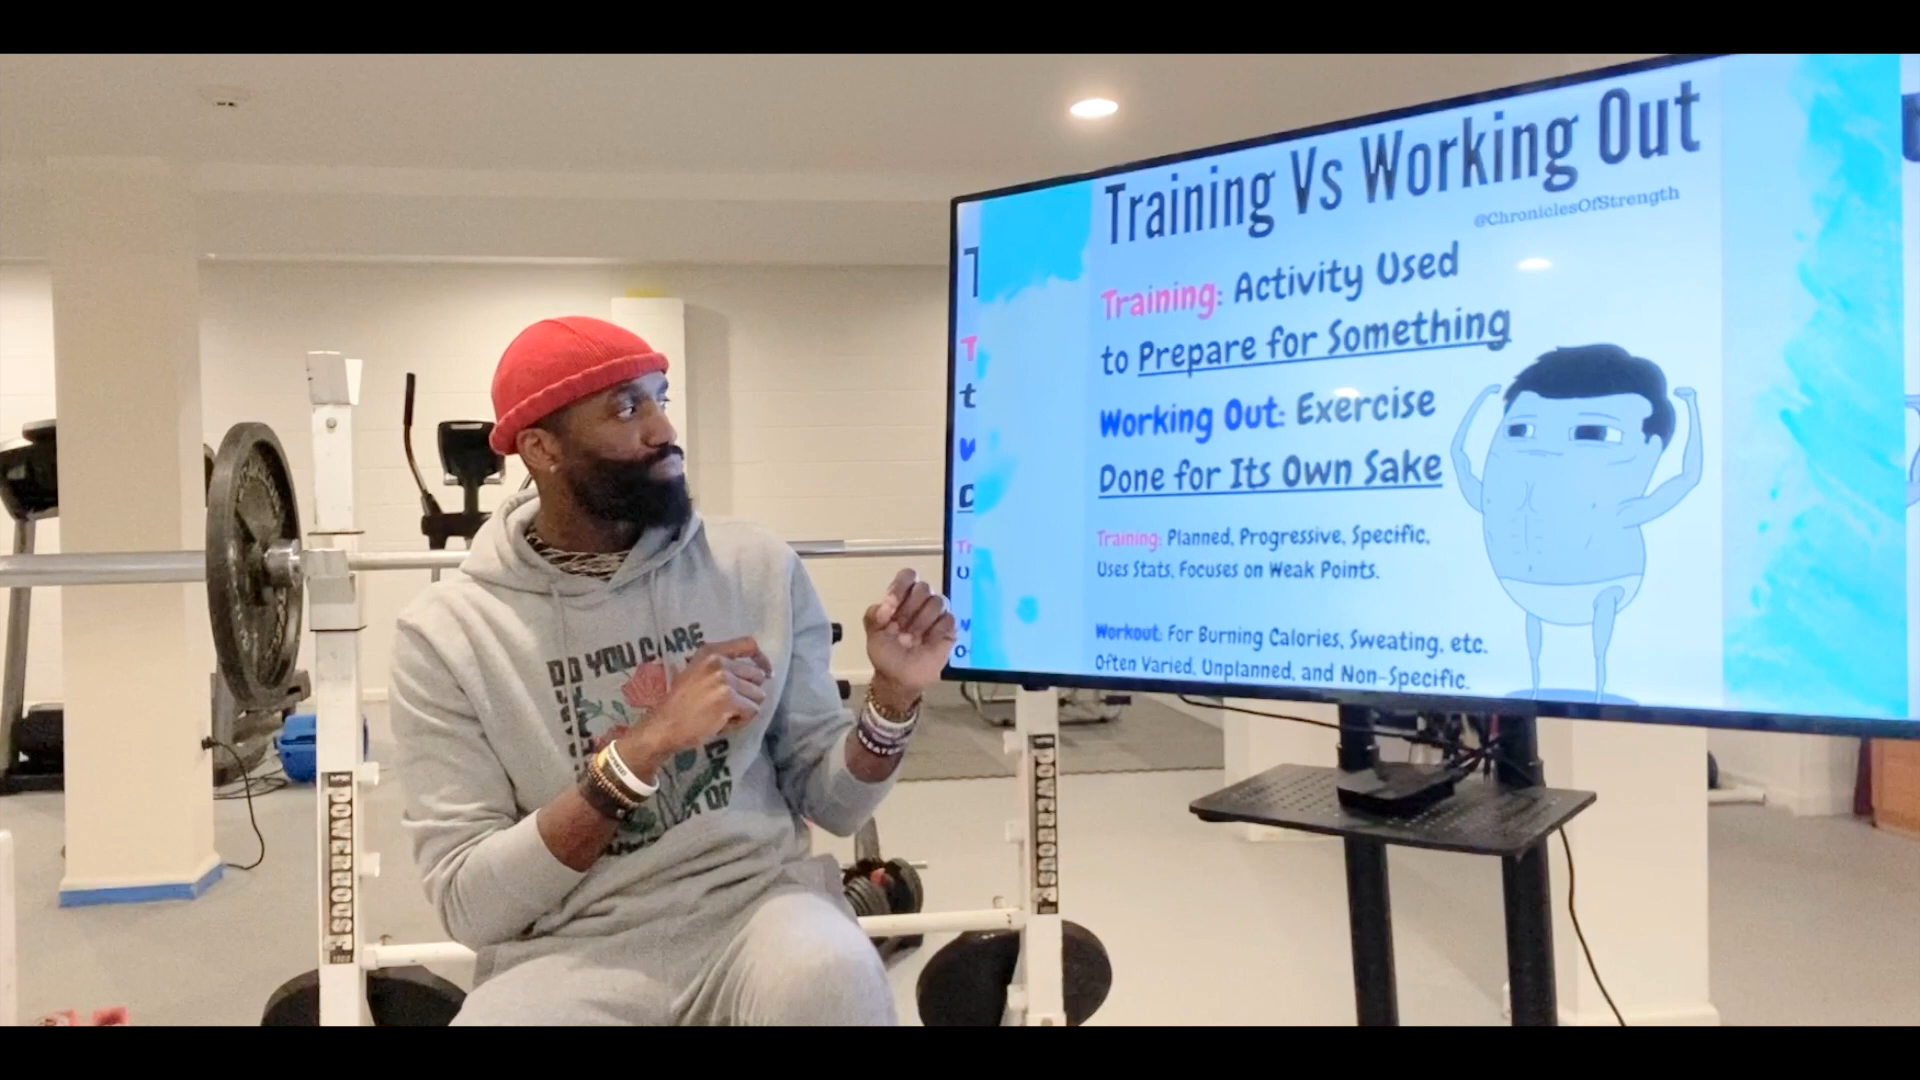 Training Vs Working Out
@ChroniclesOfStrength
Training: Activity Used
to Prepare for Something
Working Out: Exercise
Done for Its Own Sake
Training: Planned, Progressive, Specific,
Uses Stats, Focuses on Weak Points.
Workout: For Burning Calories, Sweating, etc.
Often Varied, Unplanned, and Non-Specific.
DO YOU CARE
POWERHOUSE
POWERHOUSE